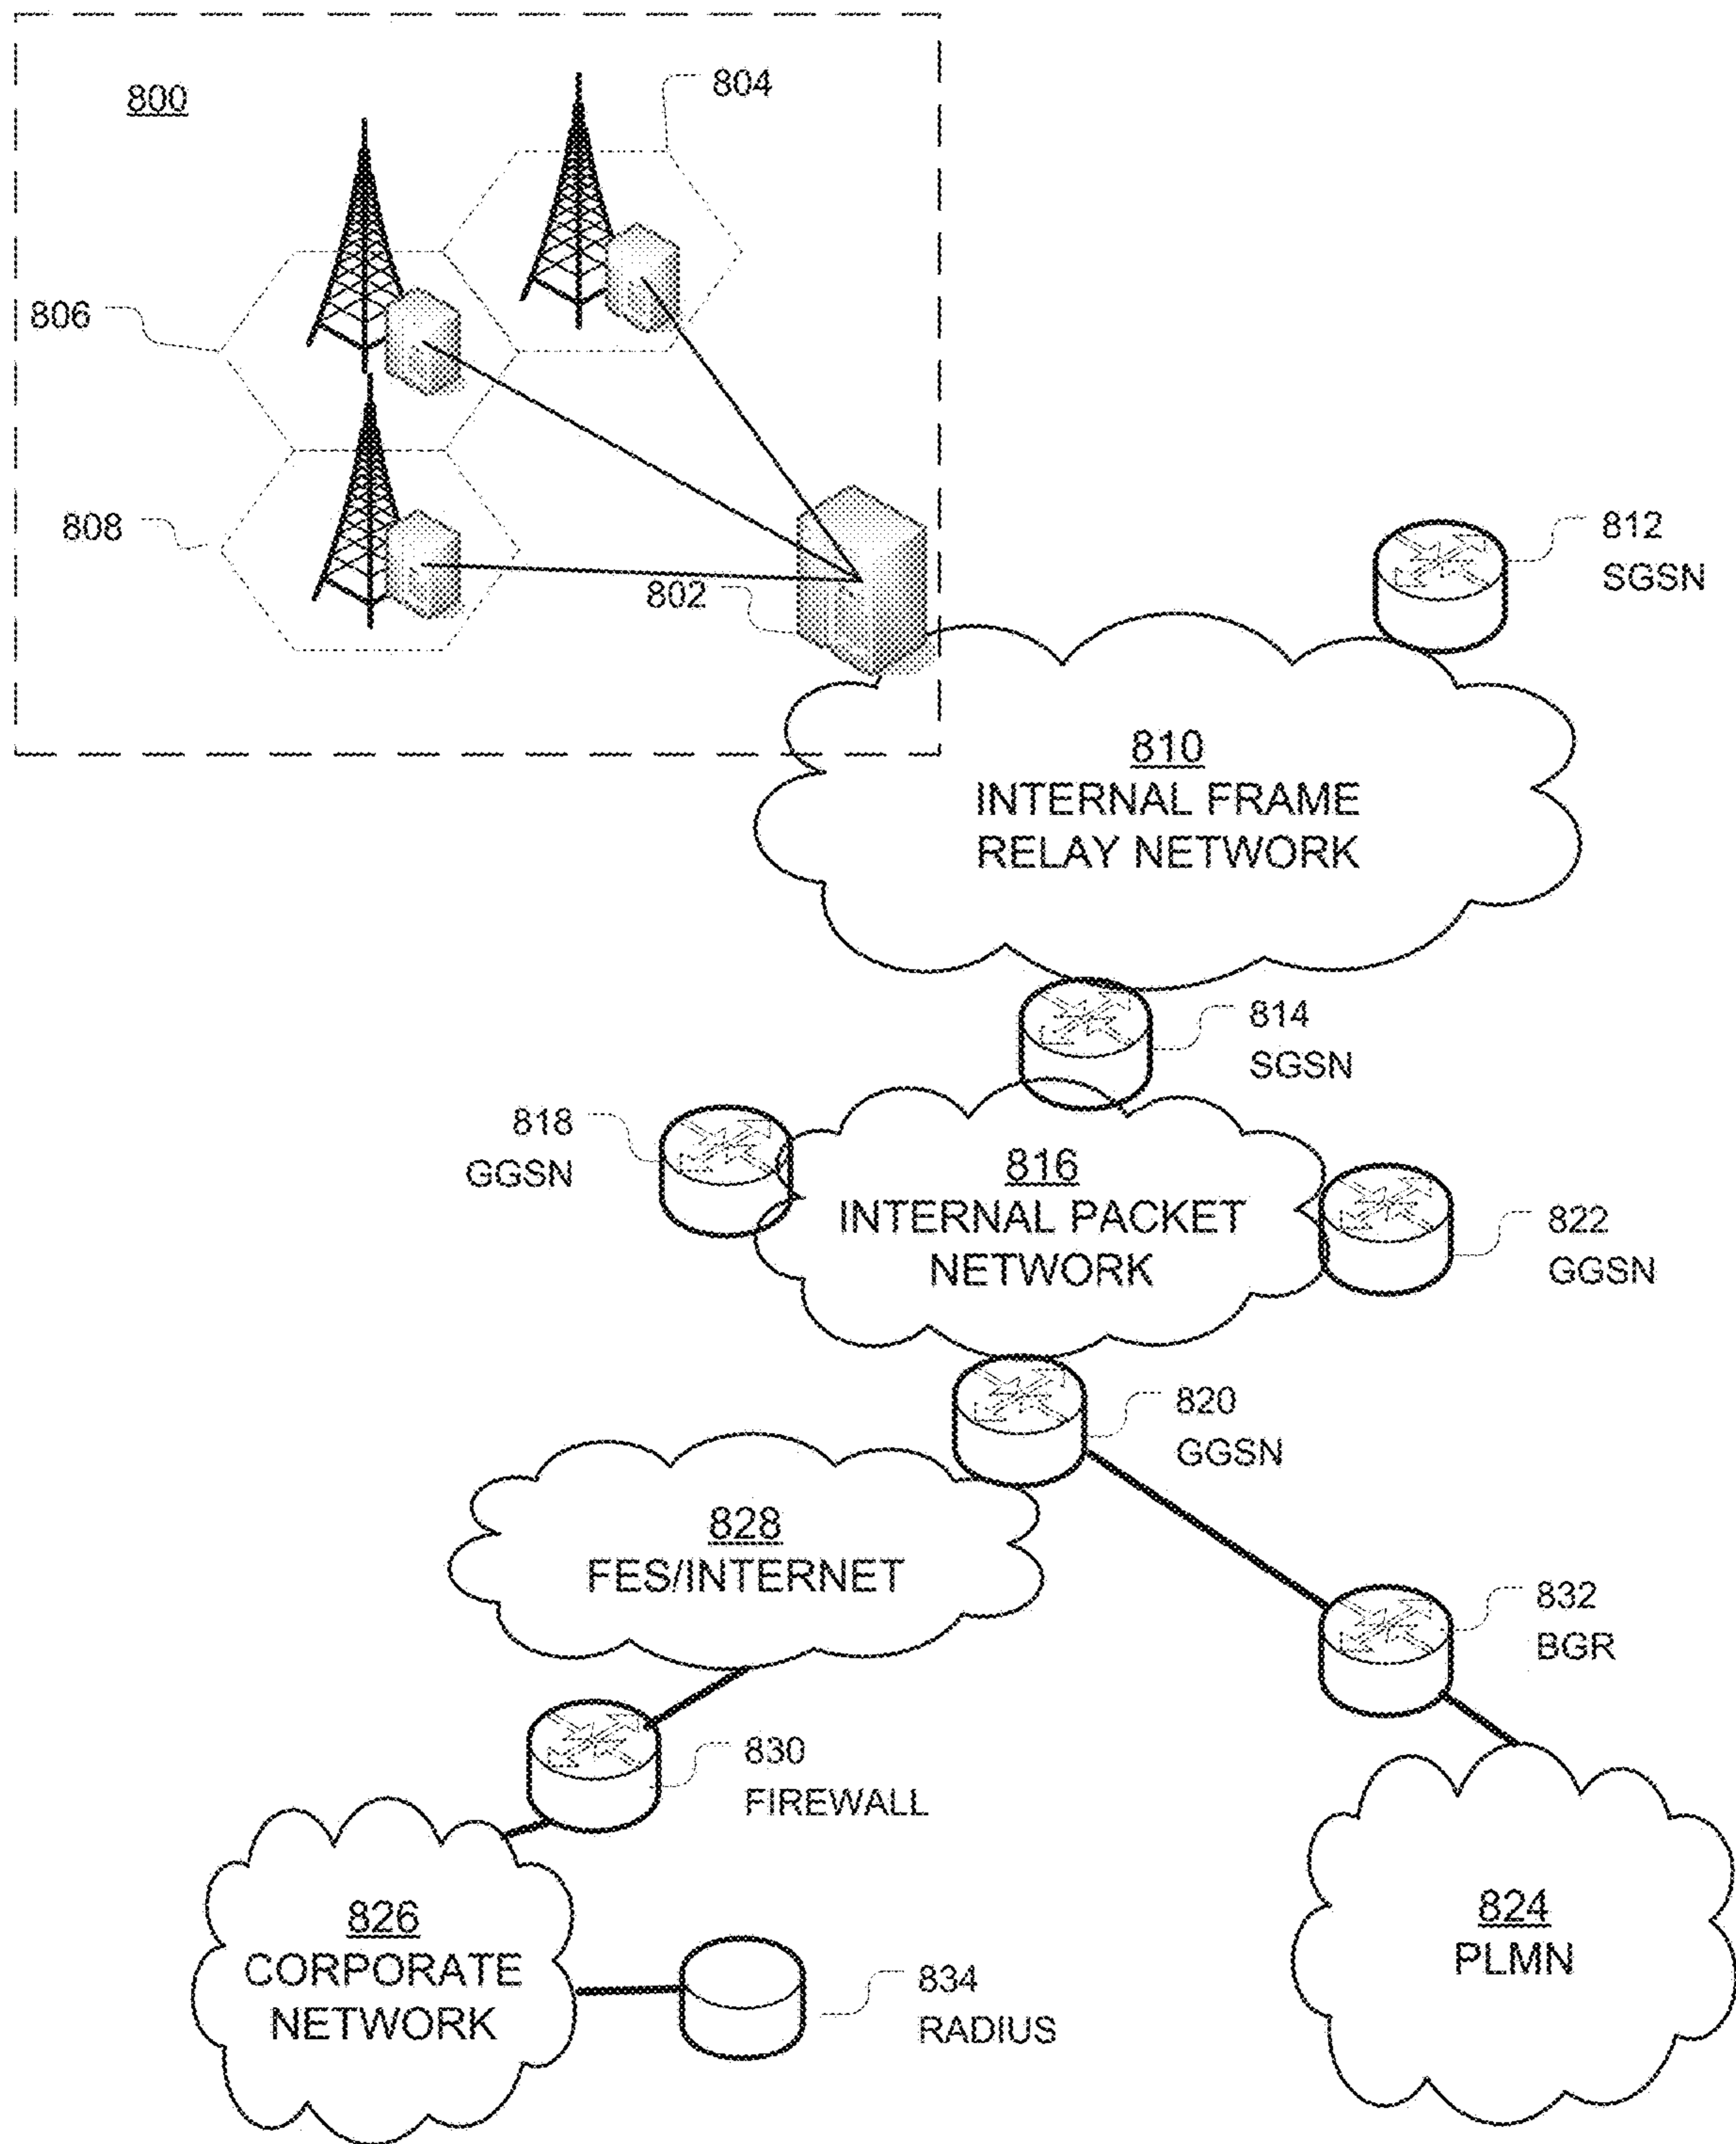 800
804
806
808
802
812
SGSN
810
INTERNAL FRAME
RELAY NETWORK
814
SGSN
818
GGSN
816
INTERNAL PACKET
NETWORK
822
GGSN
820
GGSN
828
FES/INTERNET
832
BGR
830
FIREWALL
826
CORPORATE
NETWORK
824
PLMN
834
RADIUS